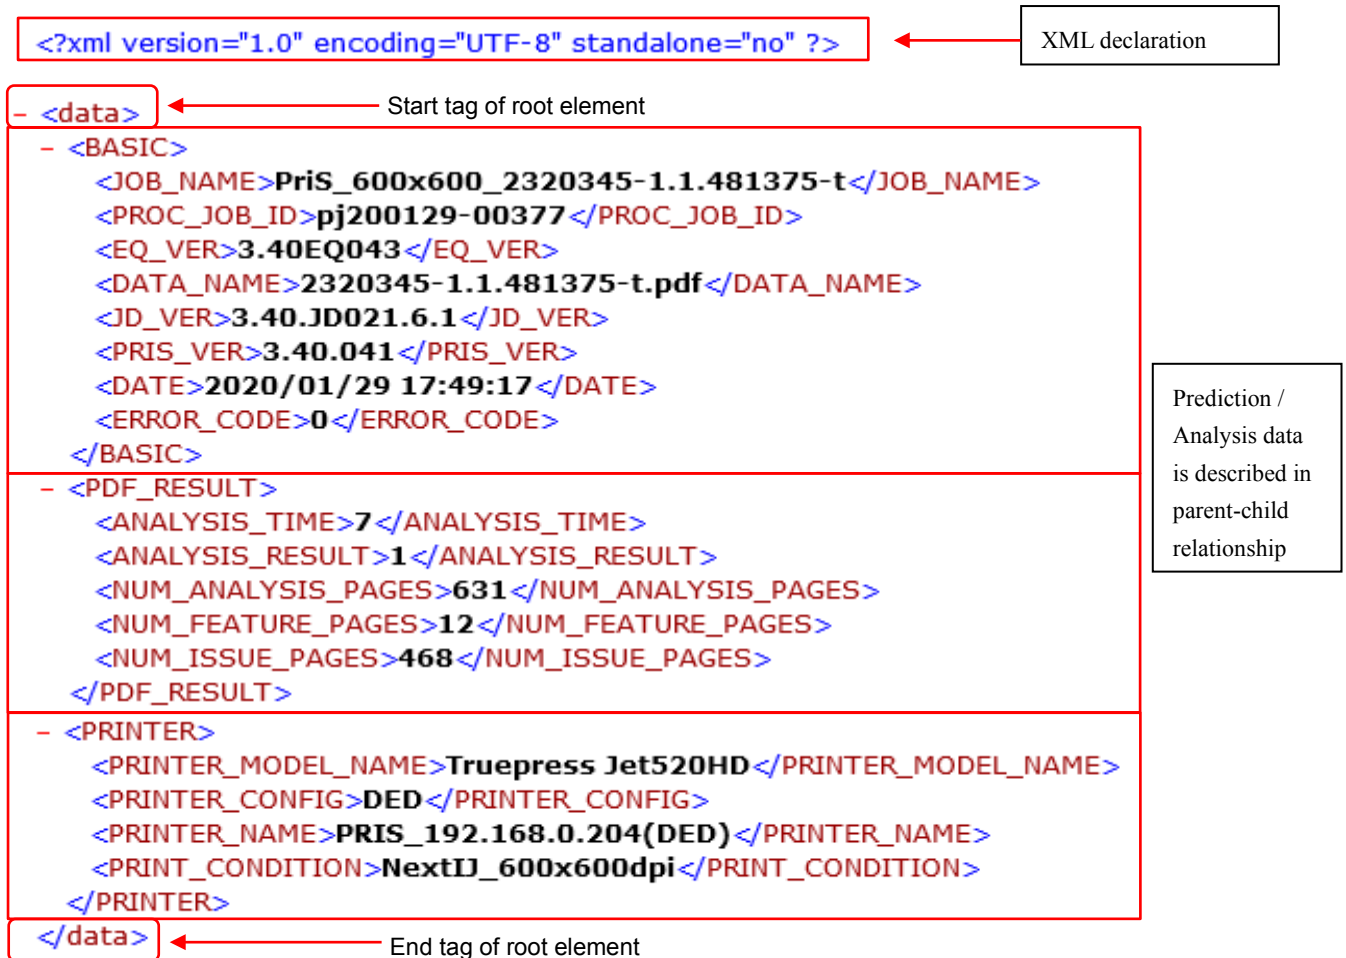 <?xml version="1.0" encoding="UTF-8" standalone="no" ?>
XML declaration
- <data>
Start tag of root element
- <BASIC>
<JOB_NAME>PriS_600x600_2320345-1.1.481375-t</JOB_NAME>
<PROC_JOB_ID>pj200129-00377</PROC_JOB_ID>
<EQ_VER>3.40EQ043</EQ_VER>
<DATA_NAME>2320345-1.1.481375-t.pdf</DATA_NAME>
<JD_VER>3.40.JD021.6.1</JD_VER>
<PRIS_VER>3.40.041</PRIS_VER>
<DATE>2020/01/29 17:49:17</DATE>
<ERROR_CODE>0</ERROR_CODE>
</BASIC>
- <PDF_RESULT>
<ANALYSIS_TIME>7</ANALYSIS_TIME>
<ANALYSIS_RESULT>1</ANALYSIS_RESULT>
<NUM_ANALYSIS_PAGES>631</NUM_ANALYSIS_PAGES>
<NUM_FEATURE_PAGES>12</NUM_FEATURE_PAGES>
<NUM_ISSUE_PAGES>468</NUM_ISSUE_PAGES>
</PDF_RESULT>
- <PRINTER>
<PRINTER_MODEL_NAME>Truepress Jet520HD</PRINTER_MODEL_NAME>
<PRINTER_CONFIG>DED</PRINTER_CONFIG>
<PRINTER_NAME>PRIS_192.168.0.204(DED)</PRINTER_NAME>
<PRINT_CONDITION>NextIJ_600x600dpi</PRINT_CONDITION>
</PRINTER>
</data>
End tag of root element
Prediction /
Analysis data
is described in
parent-child
relationship